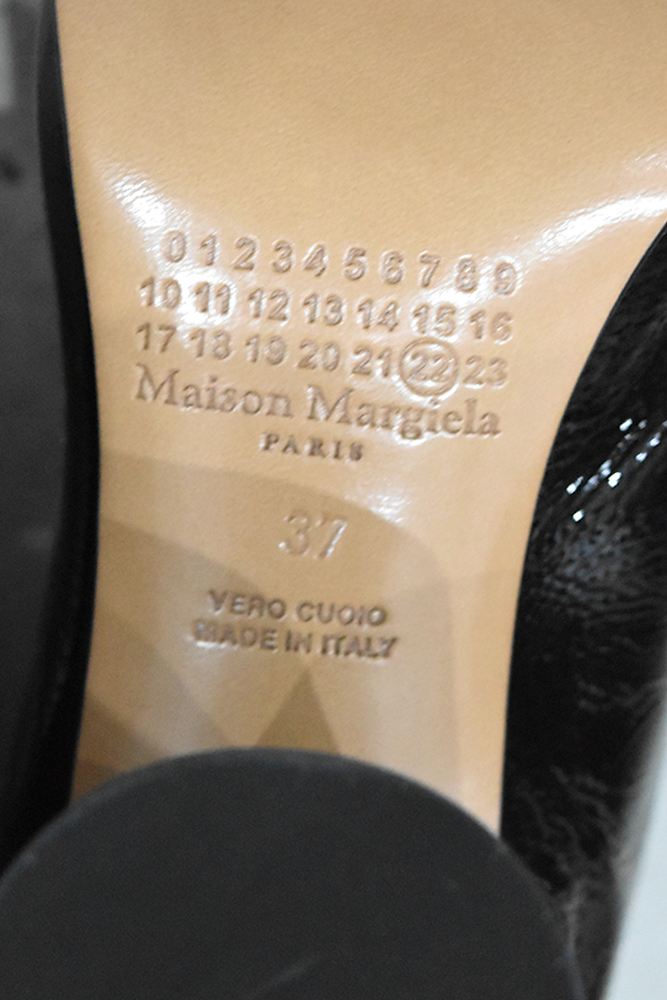 0 1 2 3 4 5 6 7 8 9
10 11 12 13 14 15 16
17 18 19 20 21 22 23
Maison Margiela
PARIS
37
VERO CUOIO
MADE IN ITALY